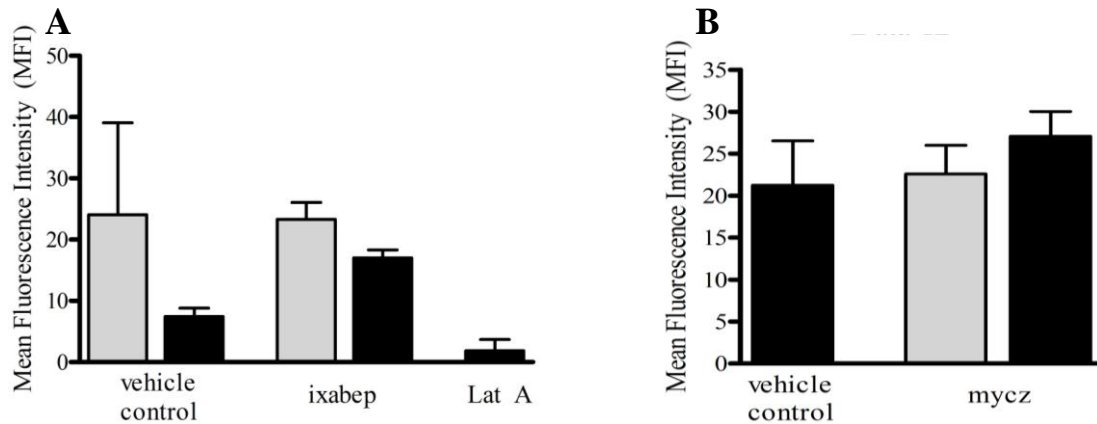 A
Mean Fluorescence Intensity (MFI)
50
40
30
20
10
0
vehicle
control
ixabep
Lat A
B
Mean Fluorescence Intensity (MFI)
35
30
25
20
15
10
5
0
vehicle
control
mycz